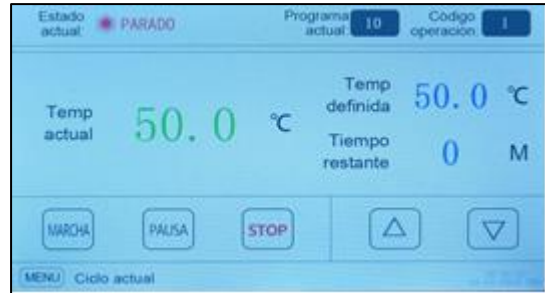 Estado actual: PARADO
Programa actual: 10
Codigo operación: 1
Temp actual 50.0 ℃
Temp definida 50.0 ℃
Tiempo restante 0 M
MARCHA PAUSA STOP
MENU Ciclo actual